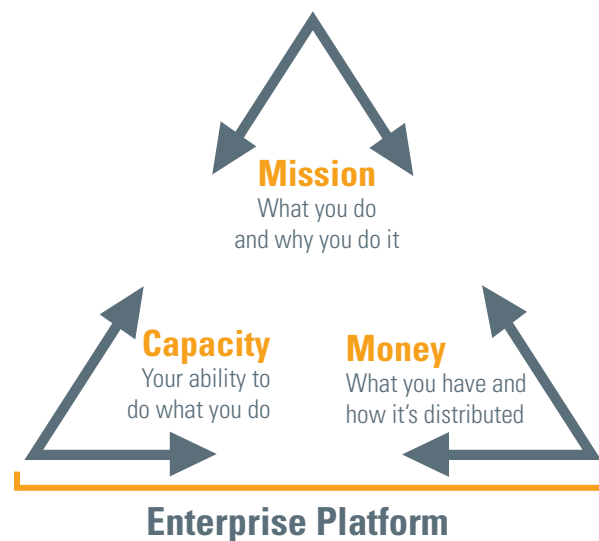 Mission
What you do
and why you do it
Capacity
Your ability to
do what you do
Money
What you have and
how it’s distributed
Enterprise Platform